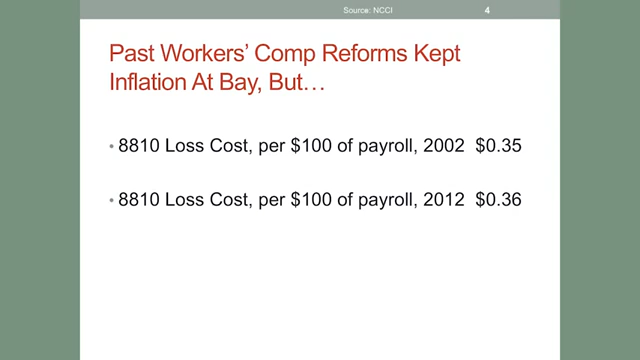 Source: NCCI
4
Past Workers’ Comp Reforms Kept
Inflation At Bay, But…
• 8810 Loss Cost, per $100 of payroll, 2002 $0.35
• 8810 Loss Cost, per $100 of payroll, 2012 $0.36